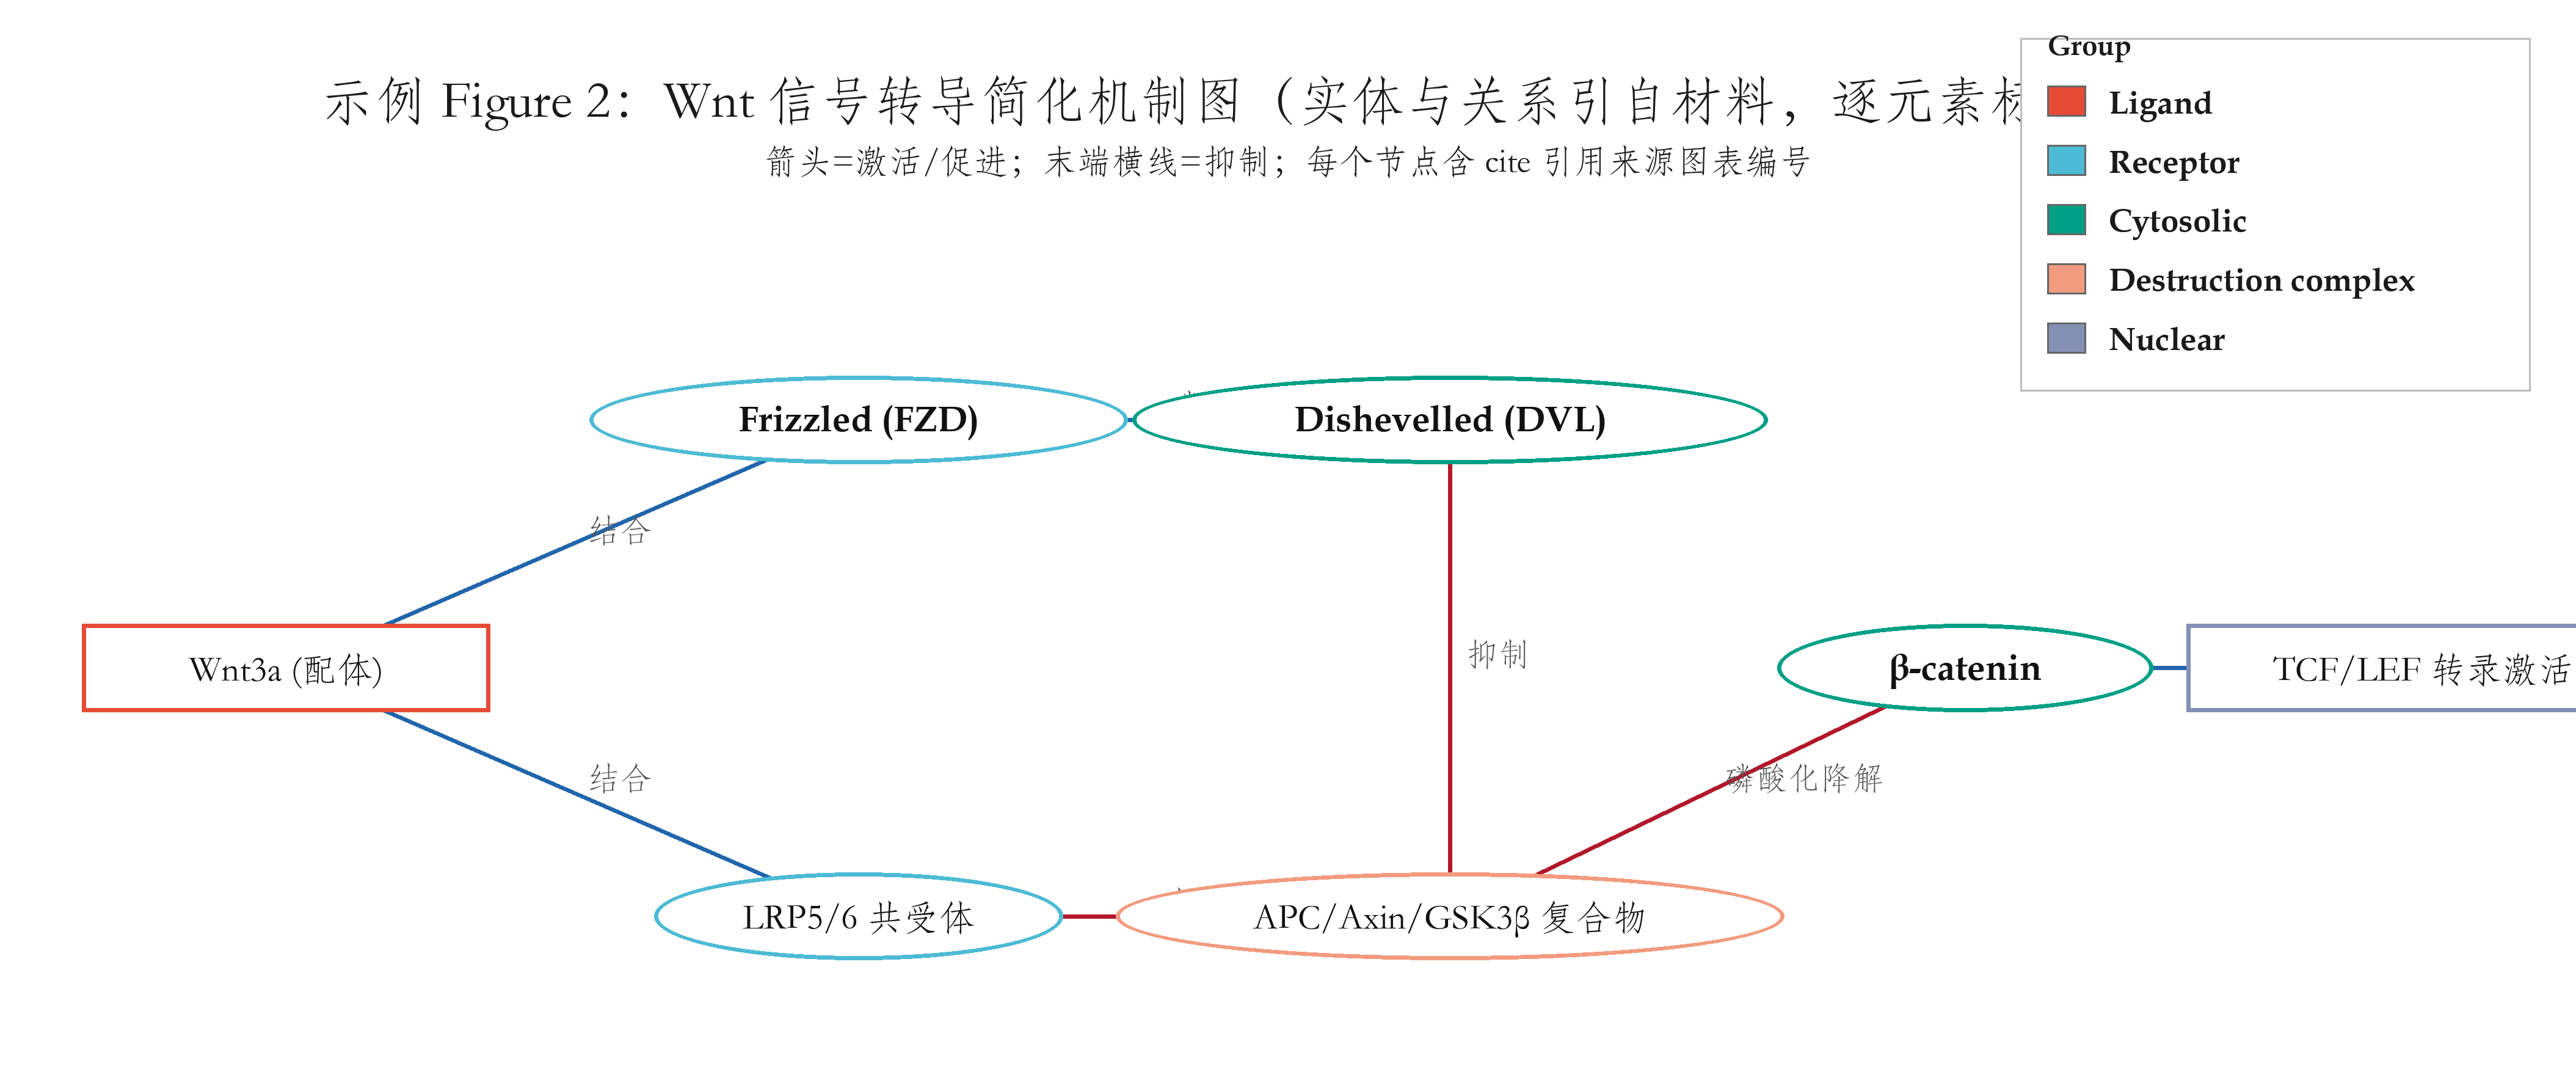 示例 Figure 2：Wnt 信号转导简化机制图（实体与关系引自材料，逐元素标
箭头=激活/促进；末端横线=抑制；每个节点含 cite 引用来源图表编号
Group
Ligand
Receptor
Cytosolic
Destruction complex
Nuclear
Frizzled (FZD)
Dishevelled (DVL)
结合
抑制
Wnt3a (配体)
β-catenin
TCF/LEF 转录激活
结合
磷酸化降解
LRP5/6 共受体
APC/Axin/GSK3β 复合物